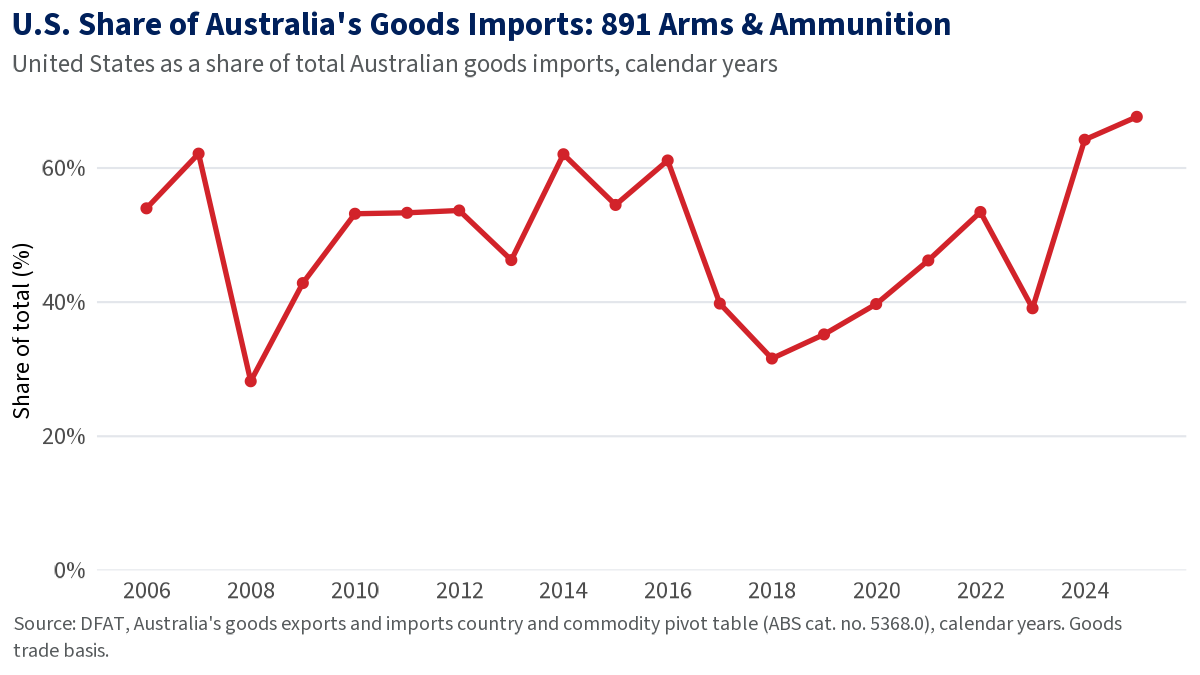 U.S. Share of Australia's Goods Imports: 891 Arms & Ammunition
United States as a share of total Australian goods imports, calendar years
Share of total (%)
60%
40%
20%
0%
2006 2008 2010 2012 2014 2016 2018 2020 2022 2024
Source: DFAT, Australia's goods exports and imports country and commodity pivot table (ABS cat. no. 5368.0), calendar years. Goods
trade basis.